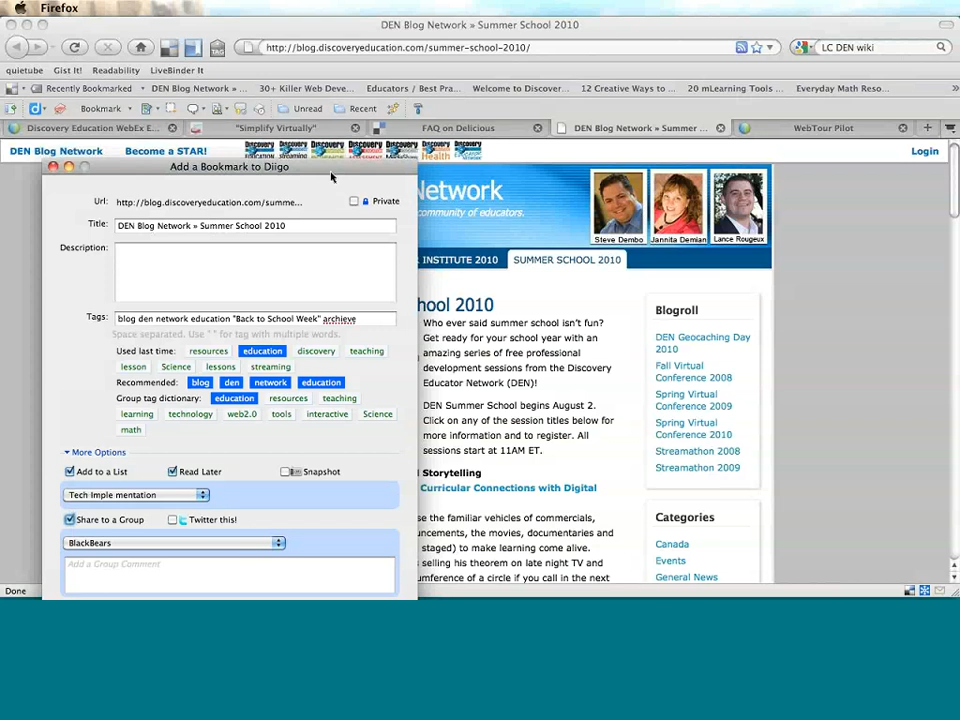 Firefox
DEN Blog Network » Summer School 2010
http://blog.discoveryeducation.com/summer-school-2010/
LC DEN wiki
quietube Gist It! Readability LiveBinder It
Recently Bookmarked DEN Blog Network » ... 30+ Killer Web Deve... Educators / Best Pra... Welcome to Discover... 12 Creative Ways to ... 20 mLearning Tools ... Everyday Math Reso...
Bookmark Unread Recent
Discovery Education WebEx E... "Simplify Virtually" FAQ on Delicious DEN Blog Network » Summer ... WebTour Pilot
DEN Blog Network Become a STAR! Login
Add a Bookmark to Diigo
Url: http://blog.discoveryeducation.com/summe... Private
Title: DEN Blog Network » Summer School 2010
Description:
Tags: blog den network education "Back to School Week" archieve
Space separated. Use " " for tag with multiple words.
Used last time: resources education discovery teaching
lesson Science lessons streaming
Recommended: blog den network education
Group tag dictionary: education resources teaching
learning technology web2.0 tools interactive Science
math
More Options
Add to a List Read Later Snapshot
Tech Imple mentation
Share to a Group Twitter this!
BlackBears
Add a Group Comment
Network
community of educators.
Steve Dembo Jannita Demian Lance Rougeux
INSTITUTE 2010 SUMMER SCHOOL 2010
hool 2010
Who ever said summer school isn't fun?
Get ready for your school year with an
amazing series of free professional
development sessions from the Discovery
Educator Network (DEN)!
DEN Summer School begins August 2.
Click on any of the session titles below for
more information and to register. All
sessions start at 11AM ET.
l Storytelling
Curricular Connections with Digital
se the familiar vehicles of commercials,
uncements, the movies, documentaries and
staged) to make learning come alive.
selling his theorem on late night TV and
umference of a circle if you call in the next
Blogroll
DEN Geocaching Day
2010
Fall Virtual
Conference 2008
Spring Virtual
Conference 2009
Spring Virtual
Conference 2010
Streamathon 2008
Streamathon 2009
Categories
Canada
Events
General News
Done